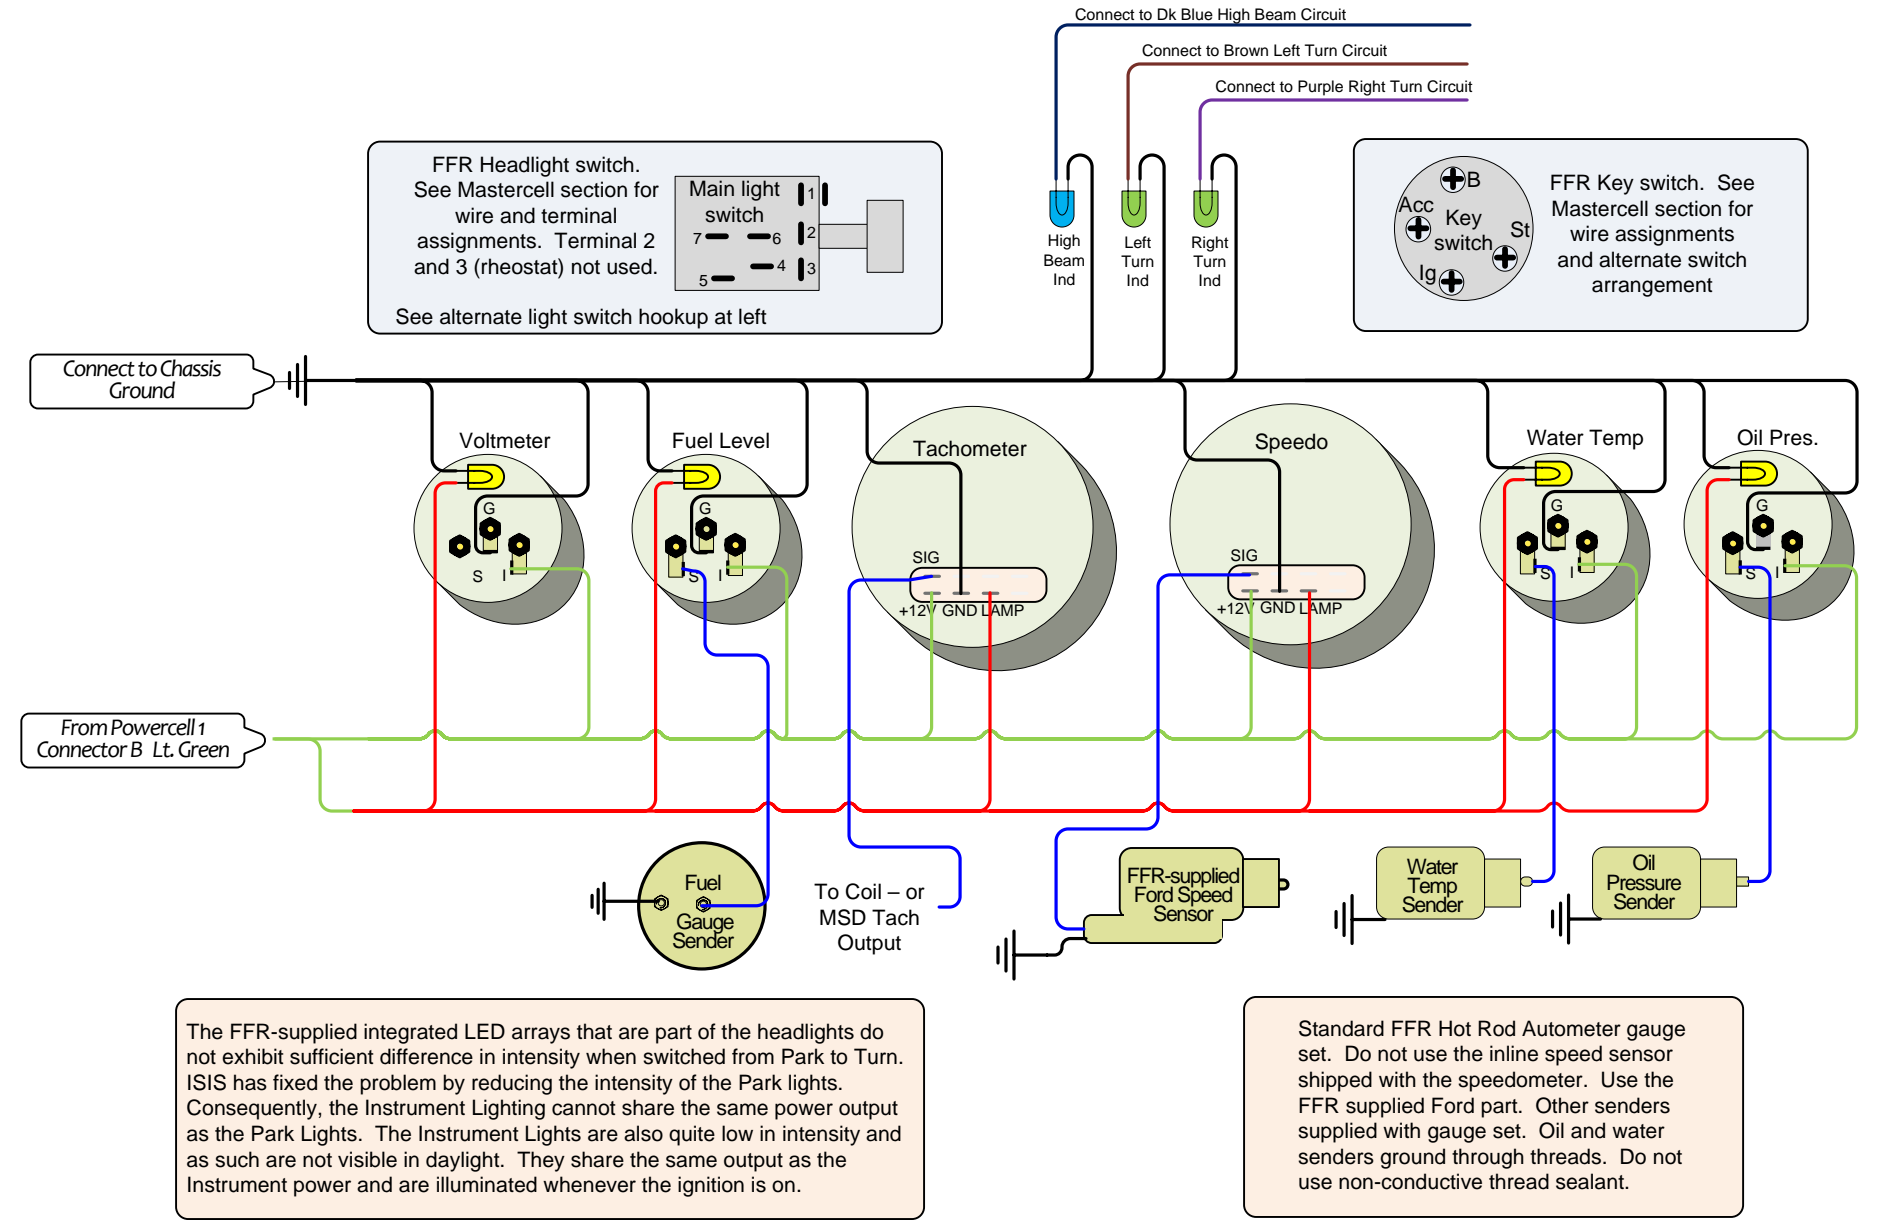 Connect to Dk Blue High Beam Circuit
Connect to Brown Left Turn Circuit
Connect to Purple Right Turn Circuit
FFR Headlight switch.
See Mastercell section for
wire and terminal
assignments.  Terminal 2
and 3 (rheostat) not used.
See alternate light switch hookup at left
Main light
switch
1
2
3
7
6
4
5
High
Beam
Ind
Left
Turn
Ind
Right
Turn
Ind
B
Acc
Key
switch
St
Ig
FFR Key switch.  See
Mastercell section for
wire assignments
and alternate switch
arrangement
Connect to Chassis
Ground
Voltmeter
G
S
I
Fuel Level
G
S
I
Tachometer
SIG
+12V
GND
LAMP
Speedo
SIG
+12V
GND
LAMP
Water Temp
G
S
I
Oil Pres.
G
S
I
From Powercell 1
Connector B  Lt. Green
Fuel
Gauge
Sender
To Coil – or
MSD Tach
Output
FFR-supplied
Ford Speed
Sensor
Water
Temp
Sender
Oil
Pressure
Sender
The FFR-supplied integrated LED arrays that are part of the headlights do
not exhibit sufficient difference in intensity when switched from Park to Turn.
ISIS has fixed the problem by reducing the intensity of the Park lights.
Consequently, the Instrument Lighting cannot share the same power output
as the Park Lights.  The Instrument Lights are also quite low in intensity and
as such are not visible in daylight.  They share the same output as the
Instrument power and are illuminated whenever the ignition is on.
Standard FFR Hot Rod Autometer gauge
set.  Do not use the inline speed sensor
shipped with the speedometer.  Use the
FFR supplied Ford part.  Other senders
supplied with gauge set.  Oil and water
senders ground through threads.  Do not
use non-conductive thread sealant.